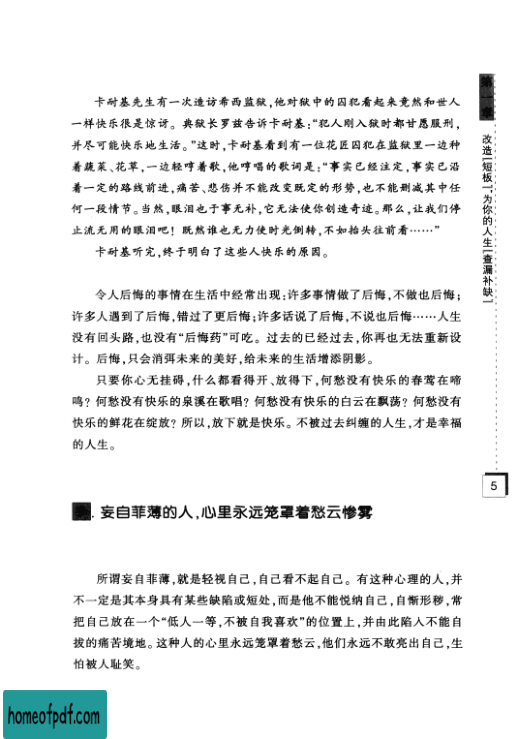 卡耐基先生有一次造访希西监狱,他对狱中的囚犯看起来竟然和世人
一样快乐很是惊讶。典狱长罗兹告诉卡耐基:“犯人刚入狱时都甘愿服刑,
并尽可能快乐地生活。”这时,卡耐基看到有一位花匠囚犯在监狱里一边种
着蔬菜、花草,一边轻哼着歌,他哼唱的歌词是:“事实已经注定,事实已沿
着一定的路线前进,痛苦、悲伤并不能改变既定的形势,也不能删减其中任
何一段情节。当然,眼泪也于事无补,它无法使你创造奇迹。那么,让我们停
止流无用的眼泪吧!既然谁也无力使时光倒转,不如抬头往前看……”
卡耐基听完,终于明白了这些人快乐的原因。
令人后悔的事情在生活中经常出现:许多事情做了后悔,不做也后悔;
许多人遇到了后悔,错过了更后悔;许多话说了后悔,不说也后悔……人生
没有回头路,也没有“后悔药”可吃。过去的已经过去,你再也无法重新设
计。后悔,只会消弭未来的美好,给未来的生活增添阴影。
只要你心无挂碍,什么都看得开、放得下,何愁没有快乐的春莺在啼
鸣?何愁没有快乐的泉溪在歌唱?何愁没有快乐的白云在飘荡?何愁没有
快乐的鲜花在绽放?所以,放下就是快乐。不被过去纠缠的人生,才是幸福
的人生。
. 妄自菲薄的人,心里永远笼罩着愁云惨雾
所谓妄自菲薄,就是轻视自己,自己看不起自己。有这种心理的人,并
不一定是其本身具有某些缺陷或短处,而是他不能悦纳自己,自惭形秽,常
把自己放在一个“低人一等,不被自我喜欢”的位置上,并由此陷入不能自
拔的痛苦境地。这种人的心里永远笼罩着愁云,他们永远不敢亮出自己,生
怕被人耻笑。
第一章
改造“短板”,为你的人生“查漏补缺”
5
homeofpdf.com